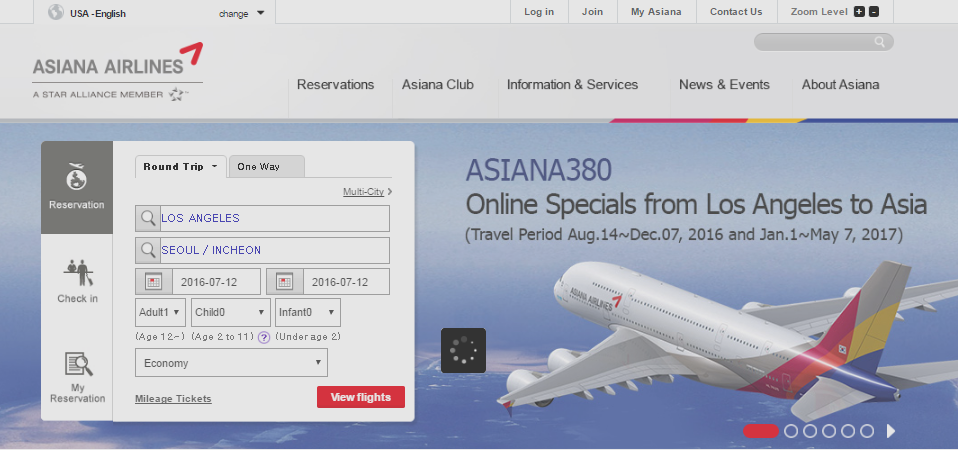 USA -English change
Log in Join My Asiana Contact Us Zoom Level + -
ASIANA AIRLINES
A STAR ALLIANCE MEMBER
Reservations Asiana Club Information & Services News & Events About Asiana
Reservation
Check in
My
Reservation
Round Trip One Way
Multi-City
LOS ANGELES
SEOUL / INCHEON
2016-07-12 2016-07-12
Adult1 Child0 Infant0
(Age 12~) (Age 2 to 11) ? (Under age 2)
Economy
Mileage Tickets View flights
ASIANA380
Online Specials from Los Angeles to Asia
(Travel Period Aug.14~Dec.07, 2016 and Jan.1~May 7, 2017)
ASIANA AIRLINES